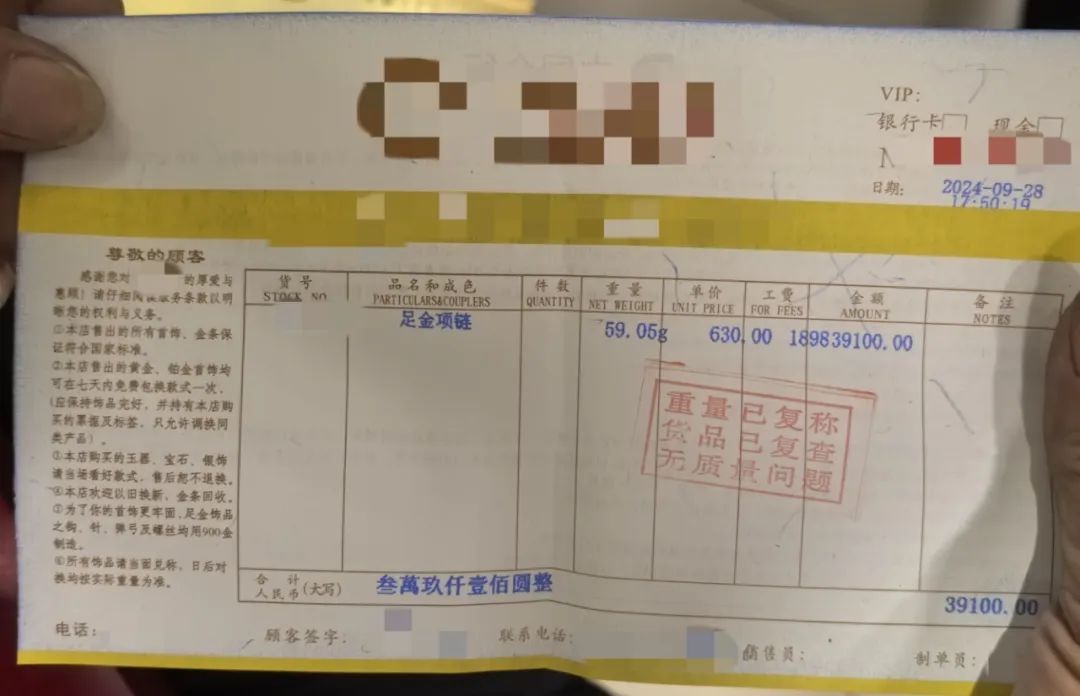 VIP:
银行卡 现金
日期: 2024-09-28
17:50:19
尊敬的顾客
感谢您对 的厚爱与
惠顾!请仔细阅读服务条款以明
晰您的权利与义务。
①本店售出的所有首饰、金条保
证符合国家标准。
②本店售出的黄金、铂金首饰均
可在七天内免费包换款式一次,
(应保持饰品完好,并持有本店购
买的票据及标签,只允许调换同
类产品)。
本店购买的玉器、宝石、银饰
请当场看好款式,售后恕不退换。
④本店欢迎以旧换新、金条回收。
为了你的首饰更牢固,足金饰品
之钩、针、弹弓及螺丝均用900金
制造。
⑥所有饰品请当面兑称,日后对
换均按实际重量为准。
货号 品名和成色 件数 重量 单价 工费 金额 备注
STOCK NO PARTICULARS&COUPLERS QUANTITY NET WEIGHT UNIT PRICE FOR FEES AMOUNT NOTES
足金项链 59.05g 630.00 189839100.00
重量已复称
货品已复查
无质量问题
合计
人民币(大写) 叁萬玖仟壹佰圆整 39100.00
电话: 顾客签字: 联系电话: 销售员: 制单员: